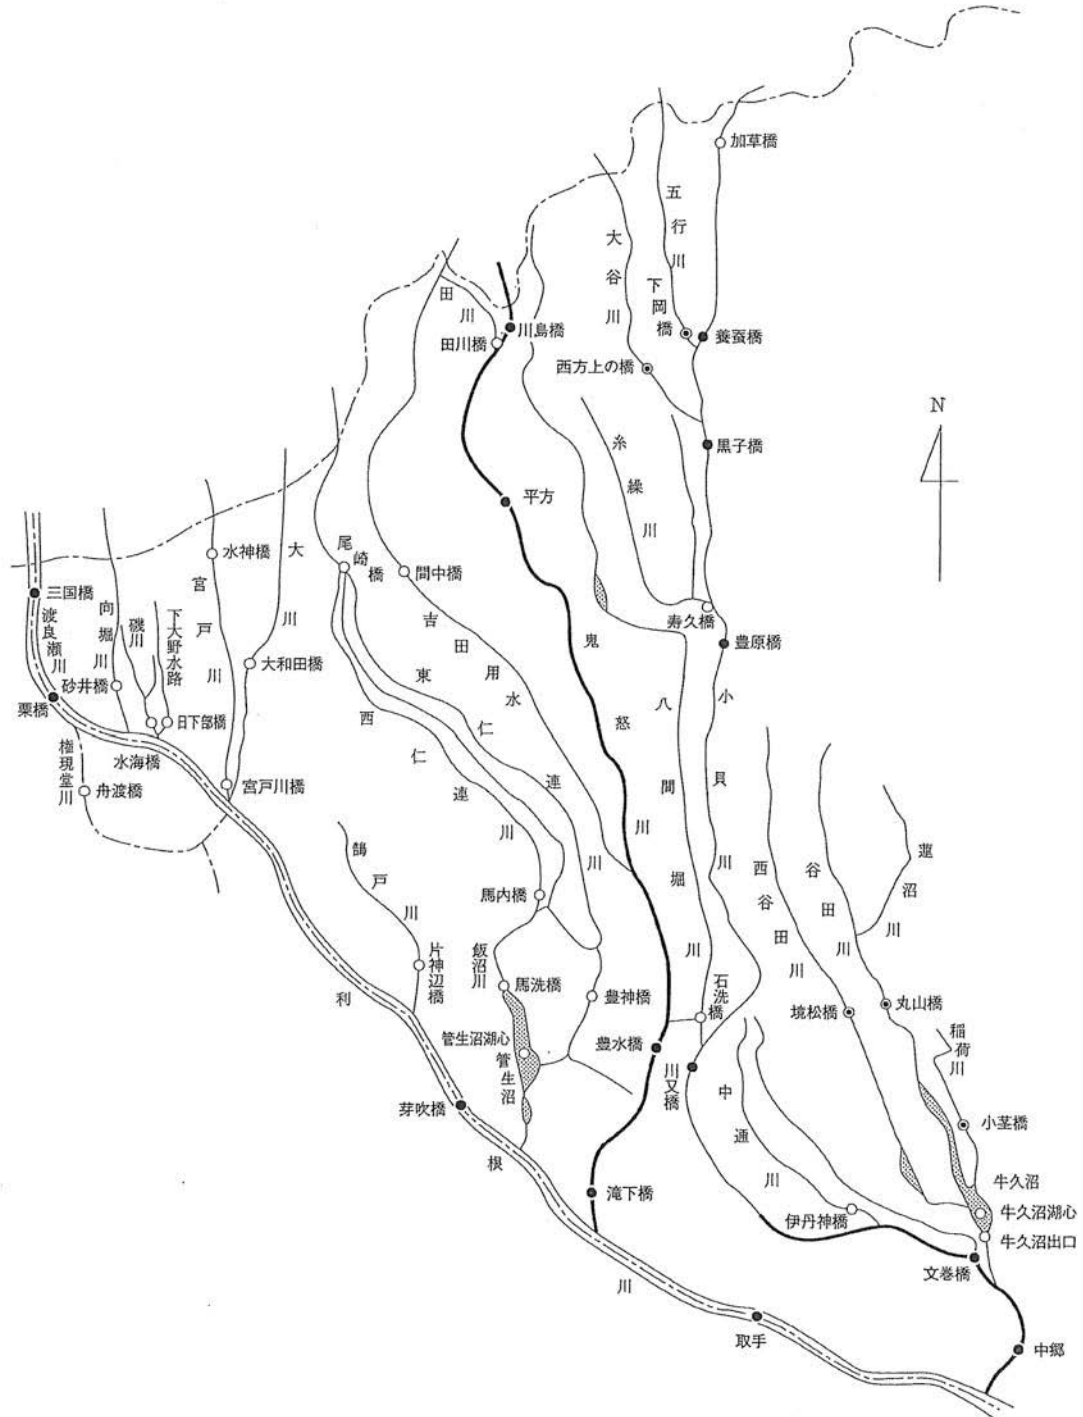 加草橋
五行川
大谷川
下岡橋
養蚕橋
西方上の橋
田川
川島橋
田川橋
N
糸繰川
黒子橋
平方
尾崎橋
間中橋
水神橋
大川
宮戸川
三国橋
渡良瀬川
向堀川
磯川
下大野水路
砂井橋
大和田橋
栗橋
日下部橋
水海橋
権現堂川
舟渡橋
宮戸川橋
吉田用水
東仁連川
西仁連川
鬼怒川
寿久橋
豊原橋
八間堀川
小貝川
鵠戸川
馬内橋
片神辺橋
飯沼川
馬洗橋
豊神橋
石洗橋
西谷田川
谷田川
蓮沼川
境松橋
丸山橋
稲荷川
菅生沼湖心
菅生沼
豊水橋
川又橋
中通川
芽吹橋
小茎橋
牛久沼
滝下橋
伊丹神橋
牛久沼湖心
牛久沼出口
文巻橋
利根川
取手
中郷